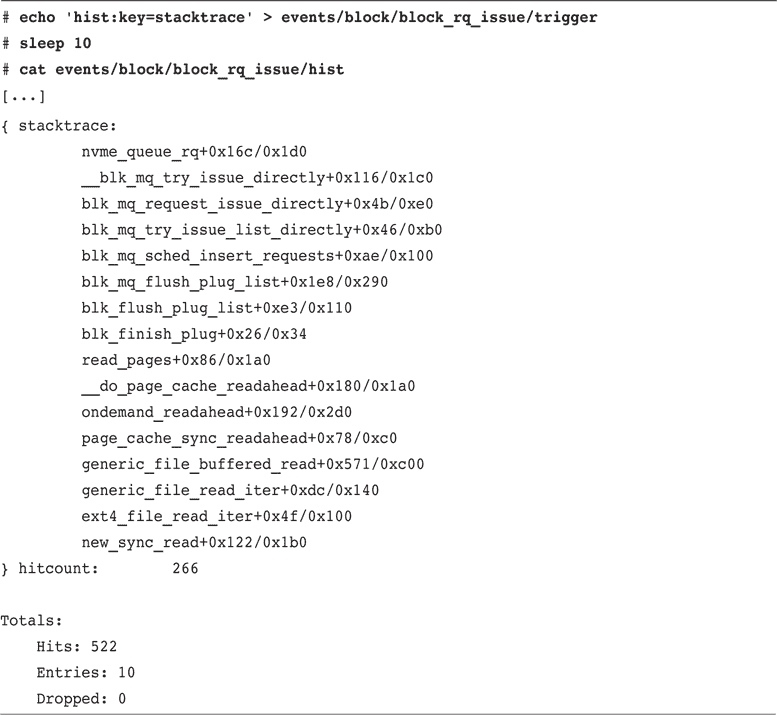 # echo 'hist:key=stacktrace' > events/block/block_rq_issue/trigger
# sleep 10
# cat events/block/block_rq_issue/hist
[...]
{ stacktrace:
         nvme_queue_rq+0x16c/0x1d0
         __blk_mq_try_issue_directly+0x116/0x1c0
         blk_mq_request_issue_directly+0x4b/0xe0
         blk_mq_try_issue_list_directly+0x46/0xb0
         blk_mq_sched_insert_requests+0xae/0x100
         blk_mq_flush_plug_list+0x1e8/0x290
         blk_flush_plug_list+0xe3/0x110
         blk_finish_plug+0x26/0x34
         read_pages+0x86/0x1a0
         __do_page_cache_readahead+0x180/0x1a0
         ondemand_readahead+0x192/0x2d0
         page_cache_sync_readahead+0x78/0xc0
         generic_file_buffered_read+0x571/0xc00
         generic_file_read_iter+0xdc/0x140
         ext4_file_read_iter+0x4f/0x100
         new_sync_read+0x122/0x1b0
} hitcount:        266
Totals:
    Hits: 522
    Entries: 10
    Dropped: 0